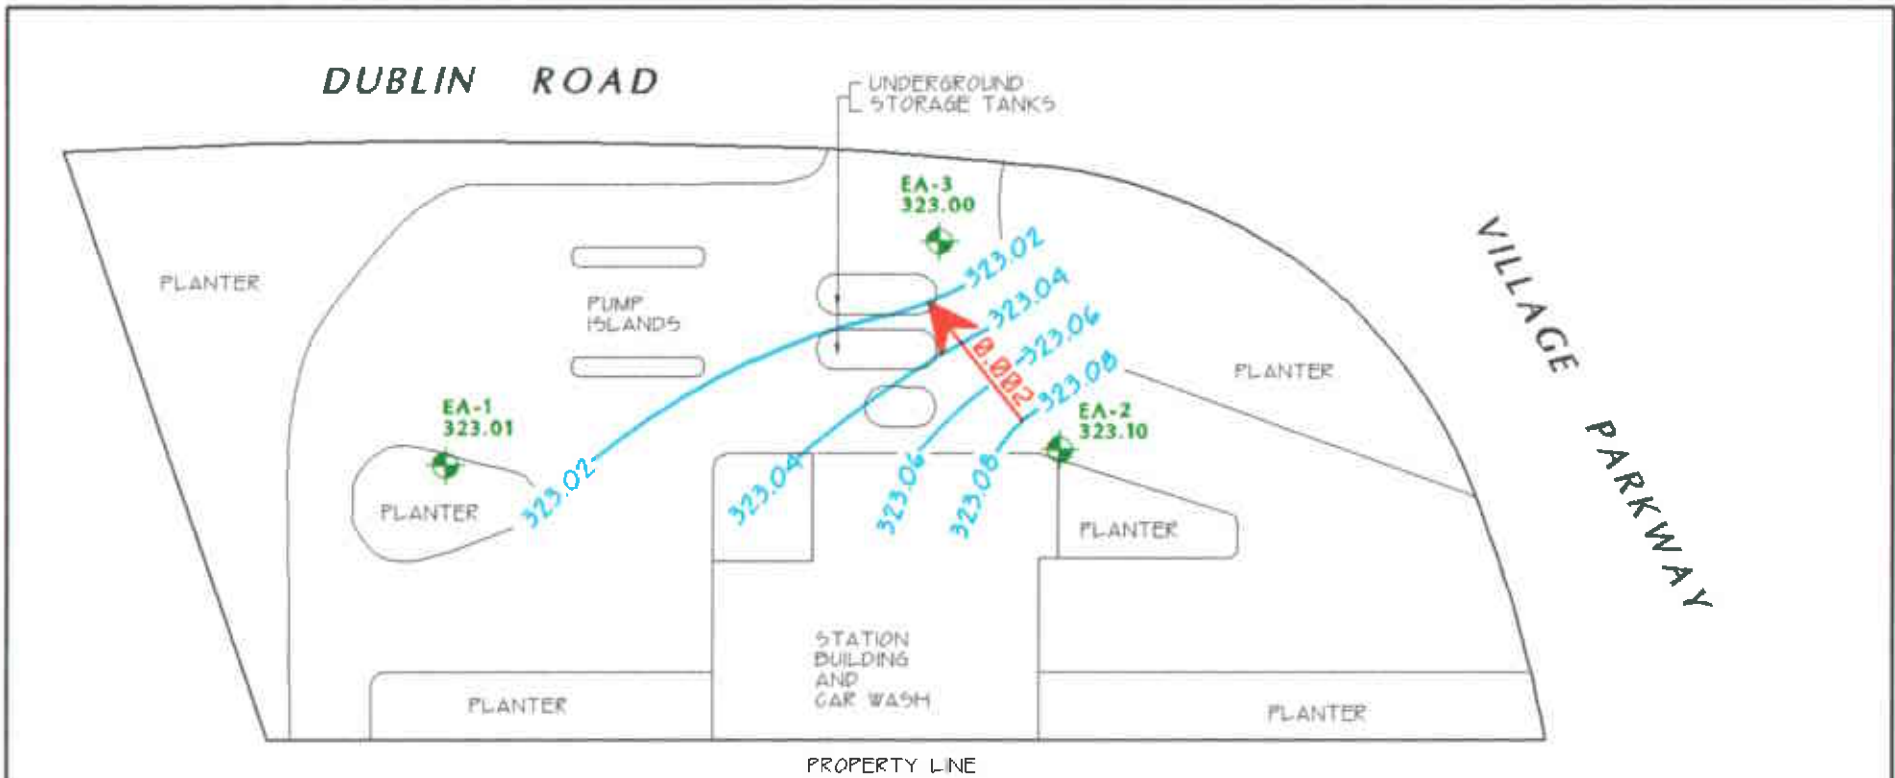 DUBLIN ROAD
UNDERGROUND
STORAGE TANKS
EA-3
323.00
VILLAGE PARKWAY
PLANTER
PUMP
ISLANDS
323.02
323.04
-323.06
323.08
0.002
PLANTER
EA-1
323.01
EA-2
323.10
PLANTER
323.02
323.04
323.06
323.08
PLANTER
STATION
BUILDING
AND
CAR WASH
PLANTER
PLANTER
PROPERTY LINE